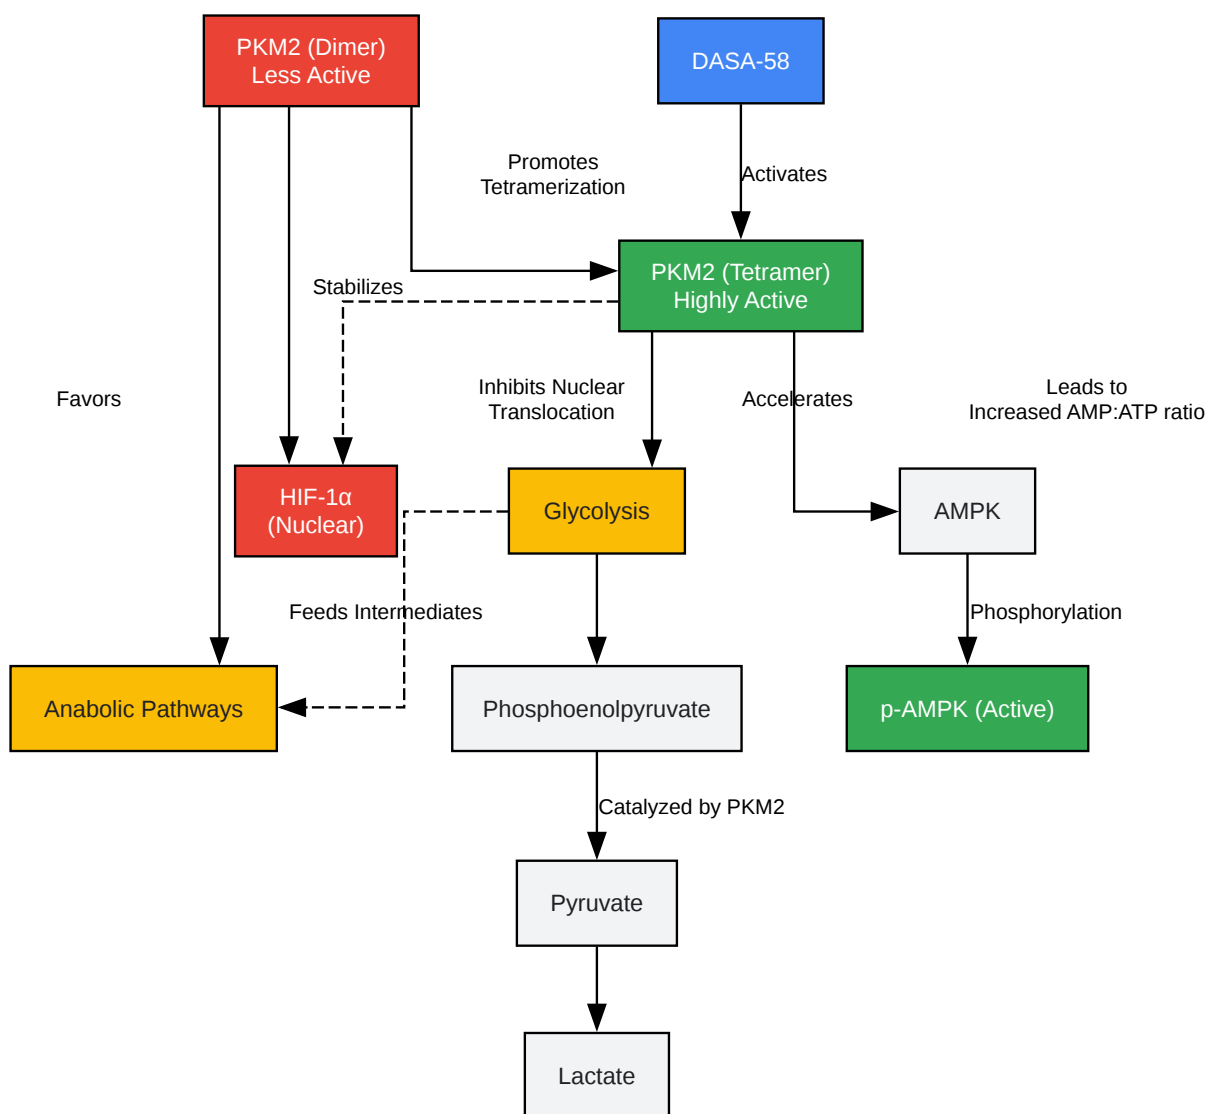 PKM2 (Dimer)
Less Active
DASA-58
Promotes
Tetramerization
Activates
PKM2 (Tetramer)
Highly Active
Stabilizes
Favors
Inhibits Nuclear
Translocation
Accelerates
Leads to
Increased AMP:ATP ratio
HIF-1α
(Nuclear)
Glycolysis
AMPK
Feeds Intermediates
Phosphorylation
Anabolic Pathways
Phosphoenolpyruvate
p-AMPK (Active)
Catalyzed by PKM2
Pyruvate
Lactate